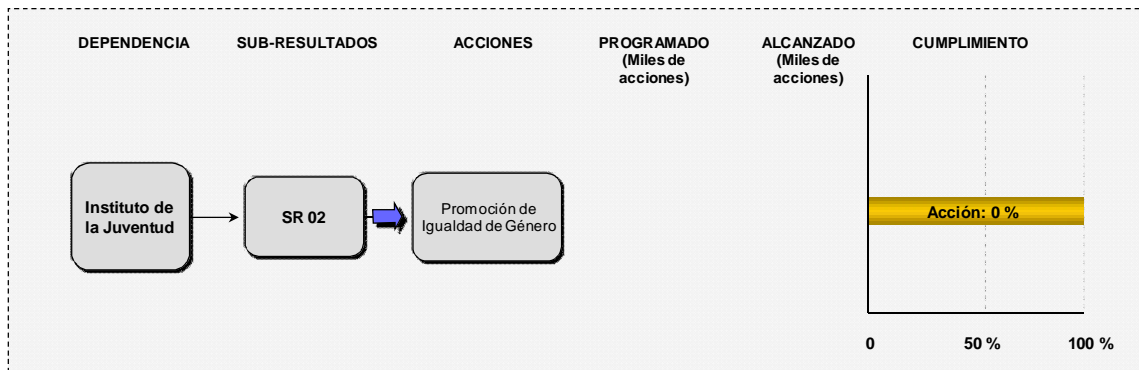 DEPENDENCIA SUB-RESULTADOS ACCIONES PROGRAMADO ALCANZADO CUMPLIMIENTO
(Miles de (Miles de
acciones) acciones)
Instituto de
la Juventud
SR 02
Promoción de
Igualdad de Género
Acción: 0 %
0 50 % 100 %